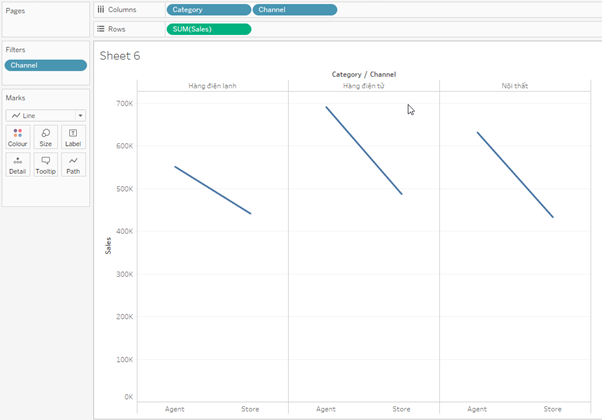 Pages
Columns
Category
Channel
Rows
SUM(Sales)
Filters
Channel
Marks
Line
Colour
Size
Label
Detail
Tooltip
Path
Sheet 6
Category / Channel
Hàng điện lạnh
Hàng điện tử
Nội thất
700K
600K
500K
400K
300K
200K
100K
0K
Sales
Agent
Store
Agent
Store
Agent
Store